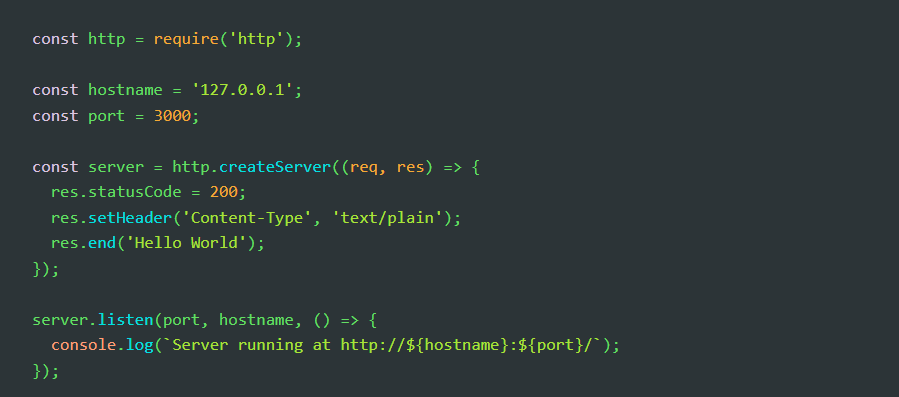 const http = require('http');

const hostname = '127.0.0.1';
const port = 3000;

const server = http.createServer((req, res) => {
  res.statusCode = 200;
  res.setHeader('Content-Type', 'text/plain');
  res.end('Hello World');
});

server.listen(port, hostname, () => {
  console.log(`Server running at http://${hostname}:${port}/`);
});